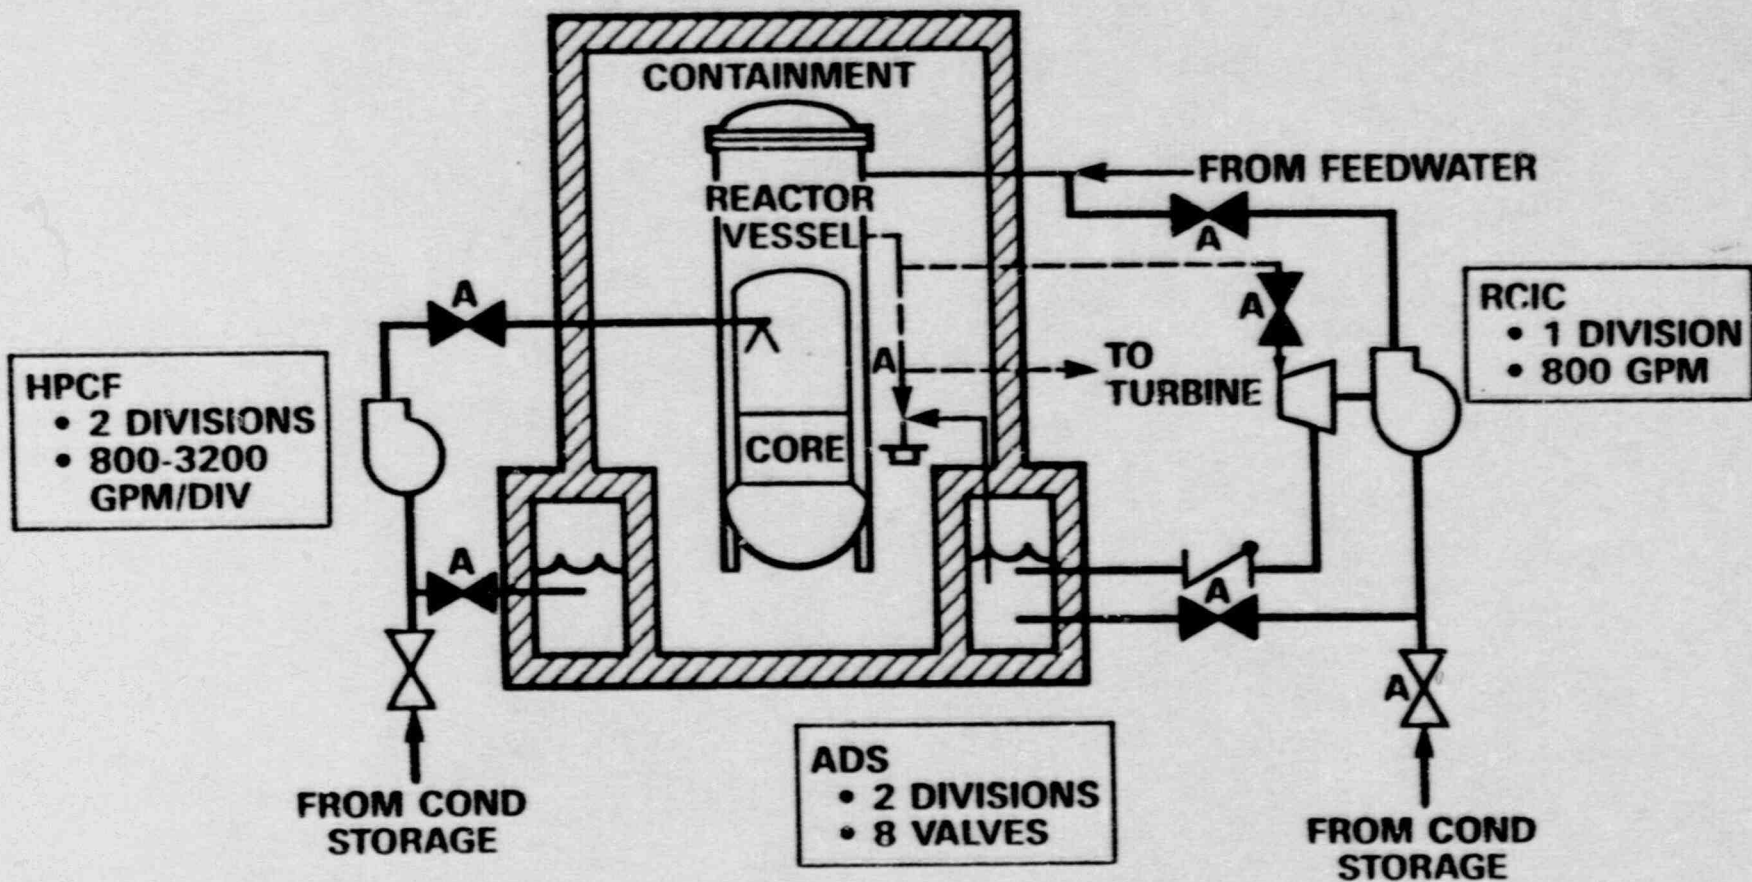 CONTAINMENT
FROM FEEDWATER
REACTOR
VESSEL
A
A
A
RCIC
• 1 DIVISION
• 800 GPM
A
TO
TURBINE
HPCF
• 2 DIVISIONS
• 800-3200
GPM/DIV
CORE
A
A
A
ADS
• 2 DIVISIONS
• 8 VALVES
FROM COND
STORAGE
FROM COND
STORAGE